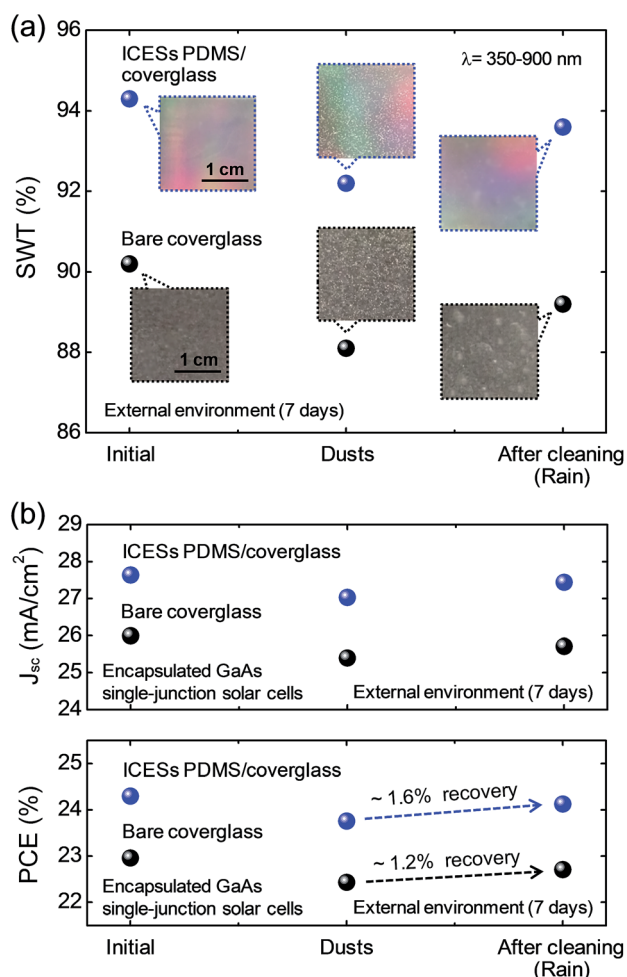 (a)
96
94
92
90
88
86
SWT (%)
ICESs PDMS/
coverglass
λ= 350-900 nm
1 cm
Bare coverglass
1 cm
External environment (7 days)
Initial
Dusts
After cleaning
(Rain)
(b)
29
28
27
26
25
24
J_sc (mA/cm²)
ICESs PDMS/coverglass
Bare coverglass
Encapsulated GaAs
single-junction solar cells
External environment (7 days)
25
24
23
22
PCE (%)
ICESs PDMS/coverglass
~ 1.6% recovery
Bare coverglass
~ 1.2% recovery
Encapsulated GaAs
single-junction solar cells
External environment (7 days)
Initial
Dusts
After cleaning
(Rain)